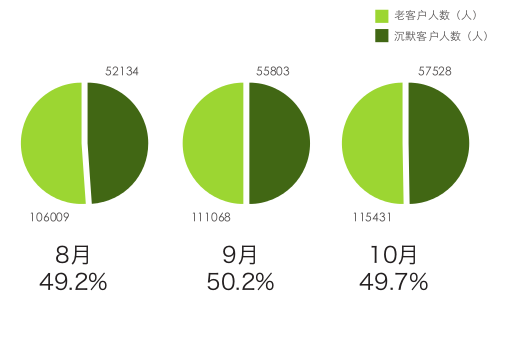 老客户人数（人）
沉默客户人数（人）
52134
55803
57528
106009
111068
115431
8月
9月
10月
49.2%
50.2%
49.7%